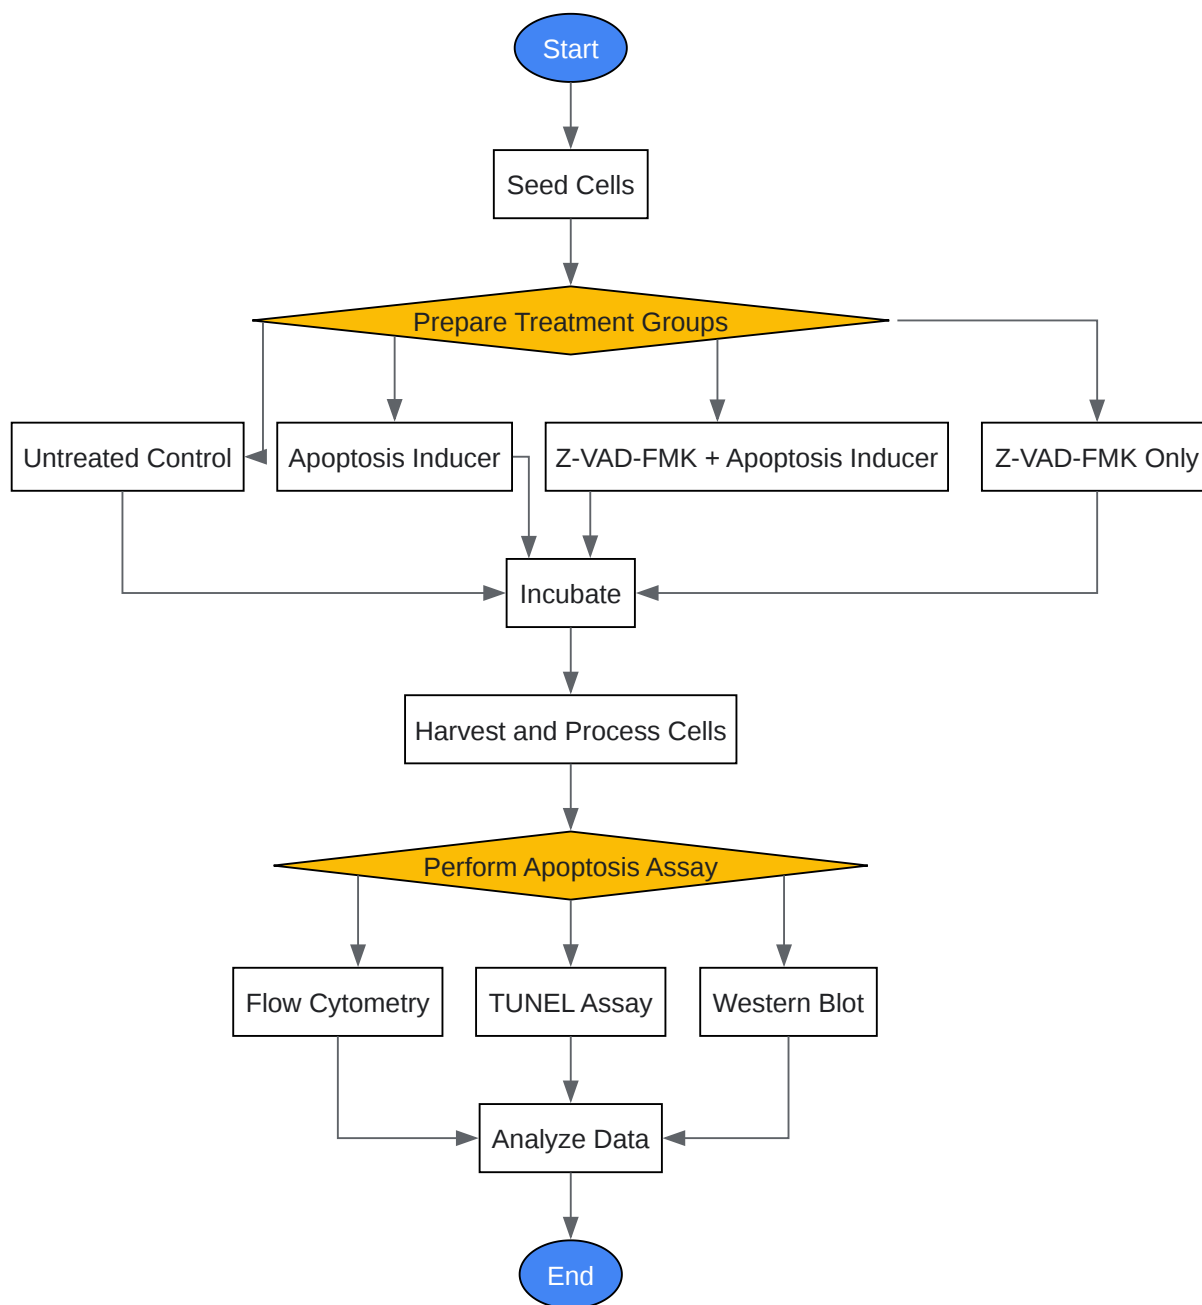 Start
Seed Cells
Prepare Treatment Groups
Untreated Control
Apoptosis Inducer
Z-VAD-FMK + Apoptosis Inducer
Z-VAD-FMK Only
Incubate
Harvest and Process Cells
Perform Apoptosis Assay
Flow Cytometry
TUNEL Assay
Western Blot
Analyze Data
End